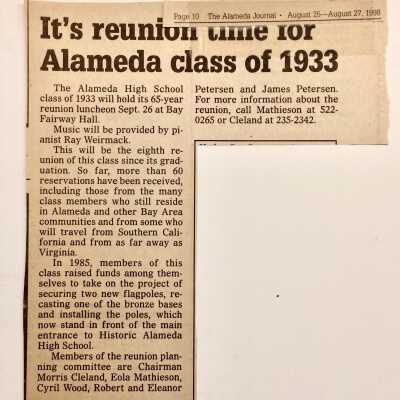 Page 10 The Alameda Journal • August 25—August 27, 1998
It's reunion time for
Alameda class of 1933
The Alameda High School
class of 1933 will hold its 65-year
reunion luncheon Sept. 26 at Bay
Fairway Hall.
Music will be provided by pi-
anist Ray Weirmack.
This will be the eighth re-
union of this class since its grad-
uation. So far, more than 60
reservations have been received,
including those from the many
class members who still reside
in Alameda and other Bay Area
communities and from some who
will travel from Southern Cali-
fornia and from as far away as
Virginia.
In 1985, members of this
class raised funds among them-
selves to take on the project of
securing two new flagpoles, re-
casting one of the bronze bases
and installing the poles, which
now stand in front of the main
entrance to Historic Alameda
High School.
Members of the reunion plan-
ning committee are Chairman
Morris Cleland, Eola Mathieson,
Cyril Wood, Robert and Eleanor
Petersen and James Petersen.
For more information about the
reunion, call Mathieson at 522-
0265 or Cleland at 235-2342.